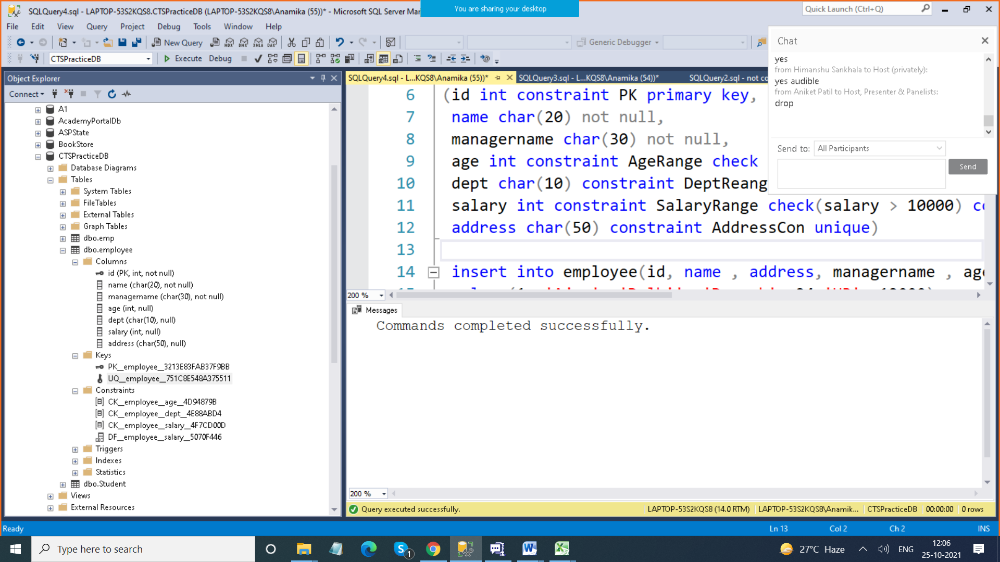 SQLQuery4.sql - LAPTOP-53S2KQS8.CTSPracticeDB (LAPTOP-53S2KQS8\Anamika (55))* - Microsoft SQL Server Mar
You are sharing your desktop
Quick Launch (Ctrl+Q)
File Edit View Query Project Debug Tools Window Help
New Query MDX DMX XMLA DAX Generic Debugger
CTSPracticeDB Execute Debug
Chat
yes
from Himanshu Sankhala to Host (privately):
yes audible
from Aniket Patil to Host, Presenter & Panelists:
drop
Send to: All Participants
Send
Object Explorer
Connect
A1
AcademyPortalDb
ASPState
BookStore
CTSPracticeDB
Database Diagrams
Tables
System Tables
FileTables
External Tables
Graph Tables
dbo.emp
dbo.employee
Columns
id (PK, int, not null)
name (char(20), not null)
managername (char(30), not null)
age (int, null)
dept (char(10), null)
salary (int, null)
address (char(50), null)
Keys
PK__employee__3213E83FAB37F9BB
UQ__employee__751C8E548A375511
Constraints
CK__employee__age__4D94879B
CK__employee__dept__4E88ABD4
CK__employee__salary__4F7CD00D
DF__employee__salary__5070F446
Triggers
Indexes
Statistics
dbo.Student
Views
External Resources
SQLQuery4.sql - L...KQS8\Anamika (55))* SQLQuery3.sql - L...KQS8\Anamika (54))* SQLQuery2.sql - not co
6 (id int constraint PK primary key,
7 name char(20) not null,
8 managername char(30) not null,
9 age int constraint AgeRange check
10 dept char(10) constraint DeptReang
11 salary int constraint SalaryRange check(salary > 10000) co
12 address char(50) constraint AddressCon unique)
13
14 insert into employee(id, name , address, managername , age
200 %
Messages
Commands completed successfully.
200 %
Query executed successfully. LAPTOP-53S2KQS8 (14.0 RTM) LAPTOP-53S2KQS8\Anamik... CTSPracticeDB 00:00:00 0 rows
Ready Ln 13 Col 2 Ch 2 INS
Type here to search 1 27°C Haze ENG 12:06
25-10-2021